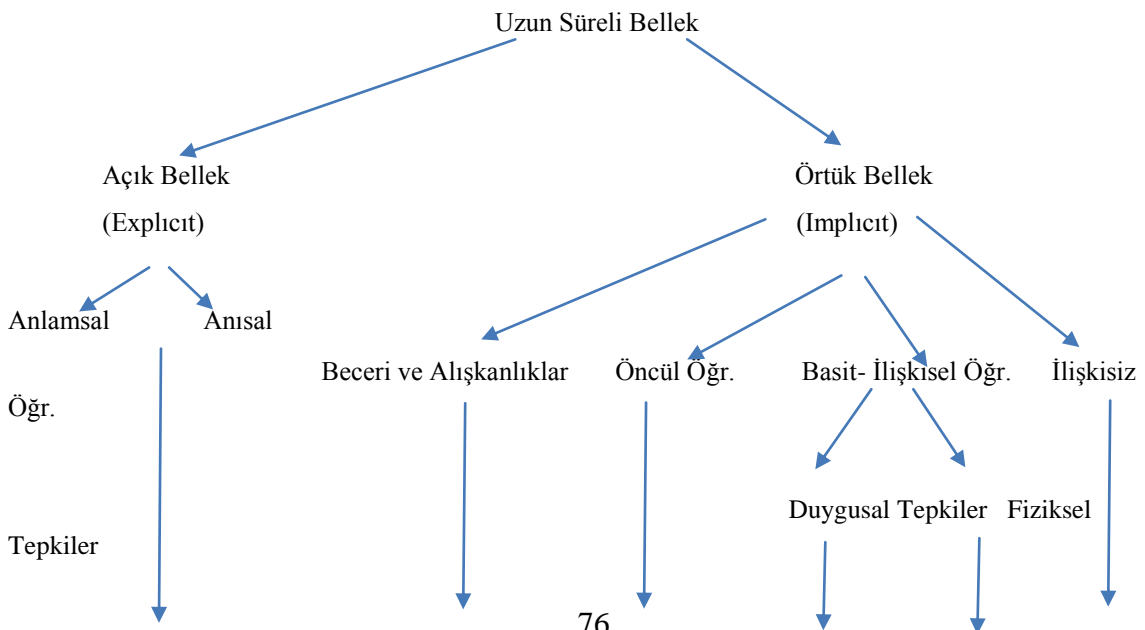 Uzun Süreli Bellek
Açık Bellek Örtük Bellek
(Explıcıt) (Implıcıt)
Anlamsal Anısal
Beceri ve Alışkanlıklar Öncül Öğr. Basit- İlişkisel Öğr. İlişkisiz
Öğr.
Duygusal Tepkiler Fiziksel
Tepkiler
76